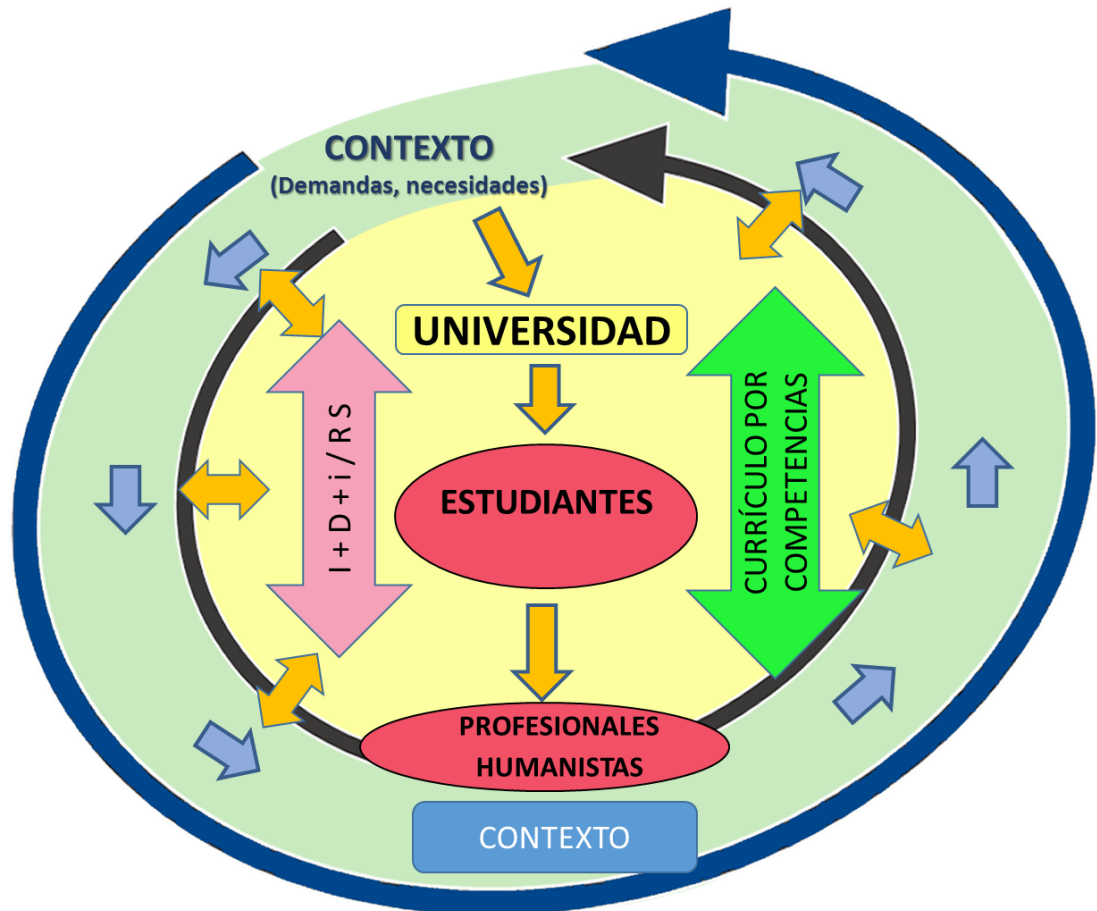 CONTEXTO
(Demandas, necesidades)
UNIVERSIDAD
I + D + i / R S
CURRÍCULO POR
COMPETENCIAS
ESTUDIANTES
PROFESIONALES
HUMANISTAS
CONTEXTO